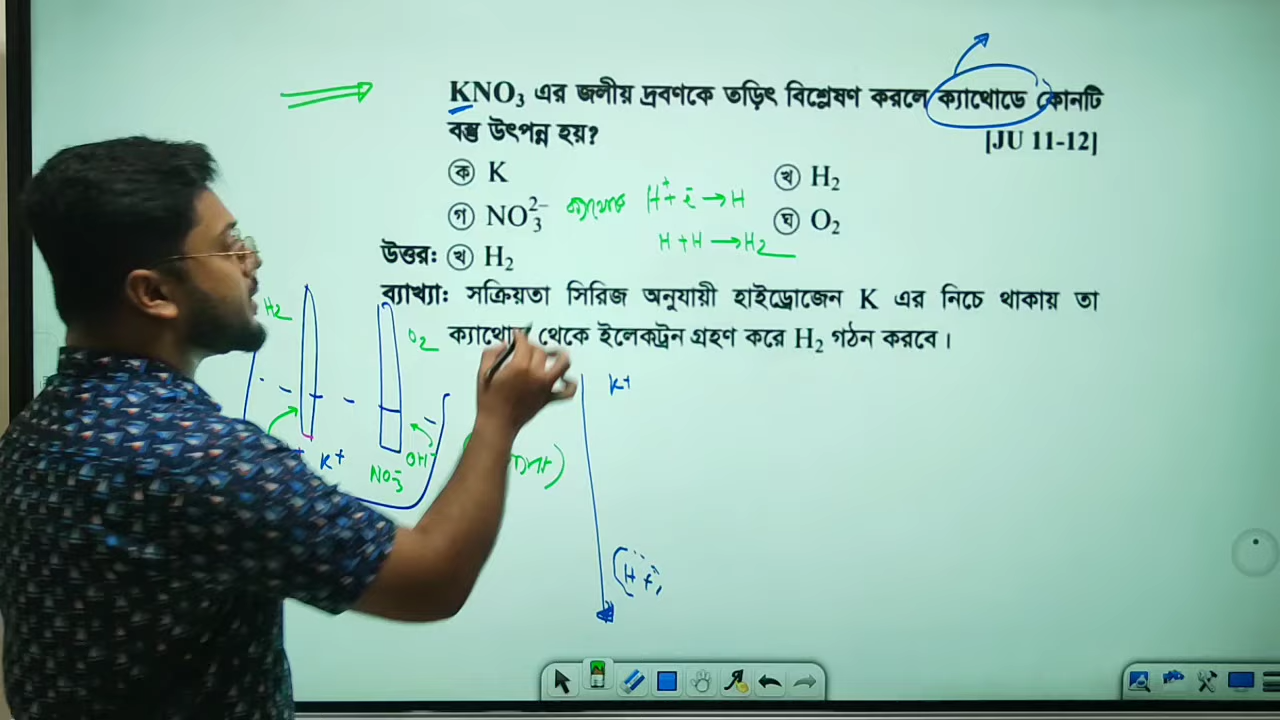 KNO₃ এর জলীয় দ্রবণকে তড়িৎ বিশ্লেষণ করলে ক্যাথোডে কোনটি
বস্তু উৎপন্ন হয়? [JU 11-12]
ক K খ H₂
গ NO₃²⁻ ঘ O₂
ক্যাথোডে H⁺ + ē → H
H + H → H₂
উত্তরঃ খ H₂
ব্যাখ্যাঃ সক্রিয়তা সিরিজ অনুযায়ী হাইড্রোজেন K এর নিচে থাকায় তা
ক্যাথোড থেকে ইলেকট্রন গ্রহণ করে H₂ গঠন করবে।
H₂ O₂
K⁺ NO₃⁻ OH⁻
K+
H+